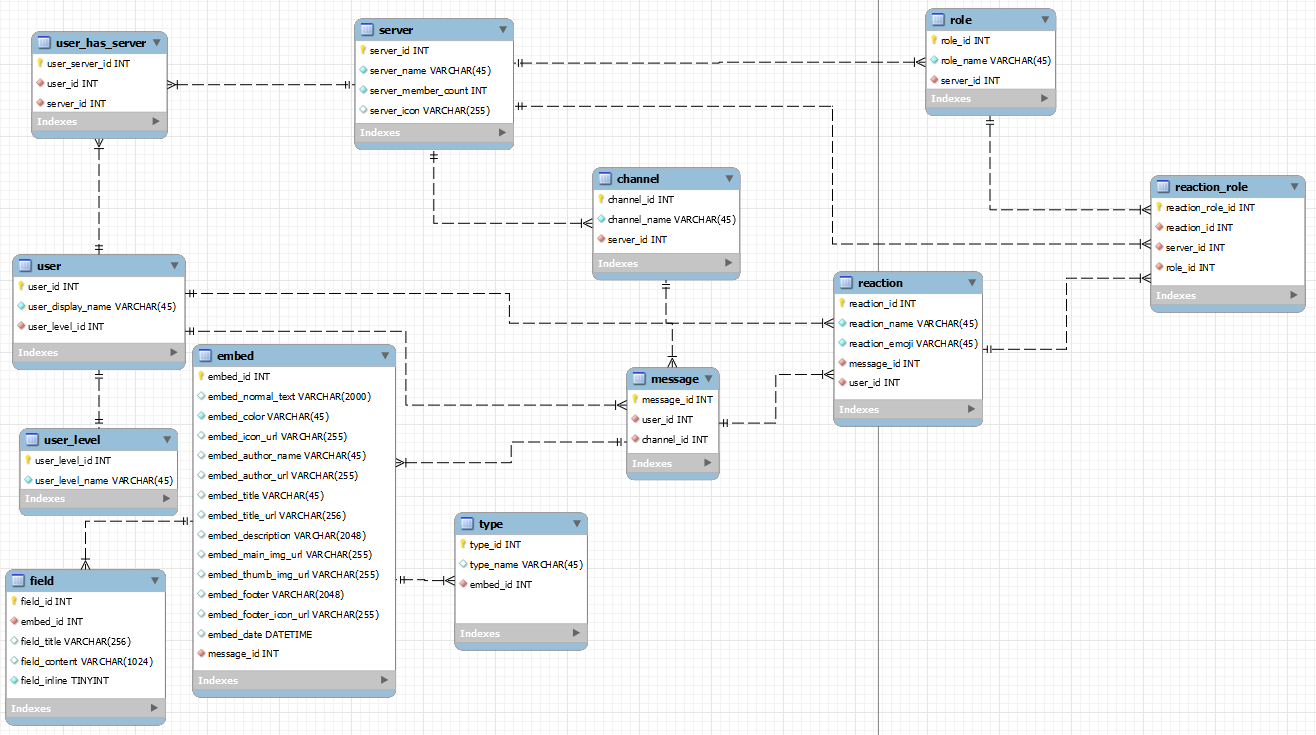 user_has_server
user_server_id INT
user_id INT
server_id INT
Indexes
server
server_id INT
server_name VARCHAR(45)
server_member_count INT
server_icon VARCHAR(255)
Indexes
role
role_id INT
role_name VARCHAR(45)
server_id INT
Indexes
channel
channel_id INT
channel_name VARCHAR(45)
server_id INT
Indexes
reaction_role
reaction_role_id INT
reaction_id INT
server_id INT
role_id INT
Indexes
user
user_id INT
user_display_name VARCHAR(45)
user_level_id INT
Indexes
reaction
reaction_id INT
reaction_name VARCHAR(45)
reaction_emoji VARCHAR(45)
message_id INT
user_id INT
Indexes
embed
embed_id INT
embed_normal_text VARCHAR(2000)
embed_color VARCHAR(45)
embed_icon_url VARCHAR(255)
embed_author_name VARCHAR(45)
embed_author_url VARCHAR(255)
embed_title VARCHAR(45)
embed_title_url VARCHAR(256)
embed_description VARCHAR(2048)
embed_main_img_url VARCHAR(255)
embed_thumb_img_url VARCHAR(255)
embed_footer VARCHAR(2048)
embed_footer_icon_url VARCHAR(255)
embed_date DATETIME
message_id INT
Indexes
message
message_id INT
user_id INT
channel_id INT
Indexes
user_level
user_level_id INT
user_level_name VARCHAR(45)
Indexes
type
type_id INT
type_name VARCHAR(45)
embed_id INT
Indexes
field
field_id INT
embed_id INT
field_title VARCHAR(256)
field_content VARCHAR(1024)
field_inline TINYINT
Indexes